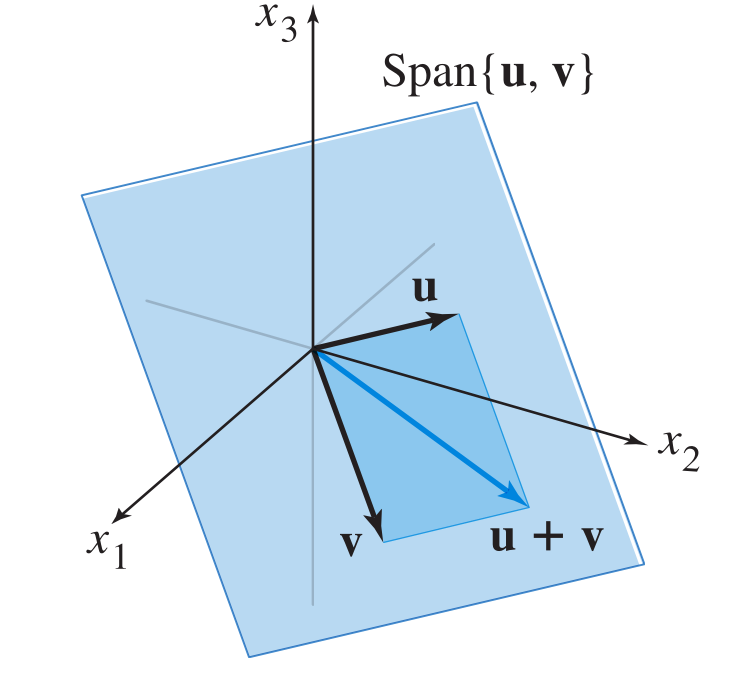 x₃
Span{u, v}
u
x₂
x₁
v
u + v